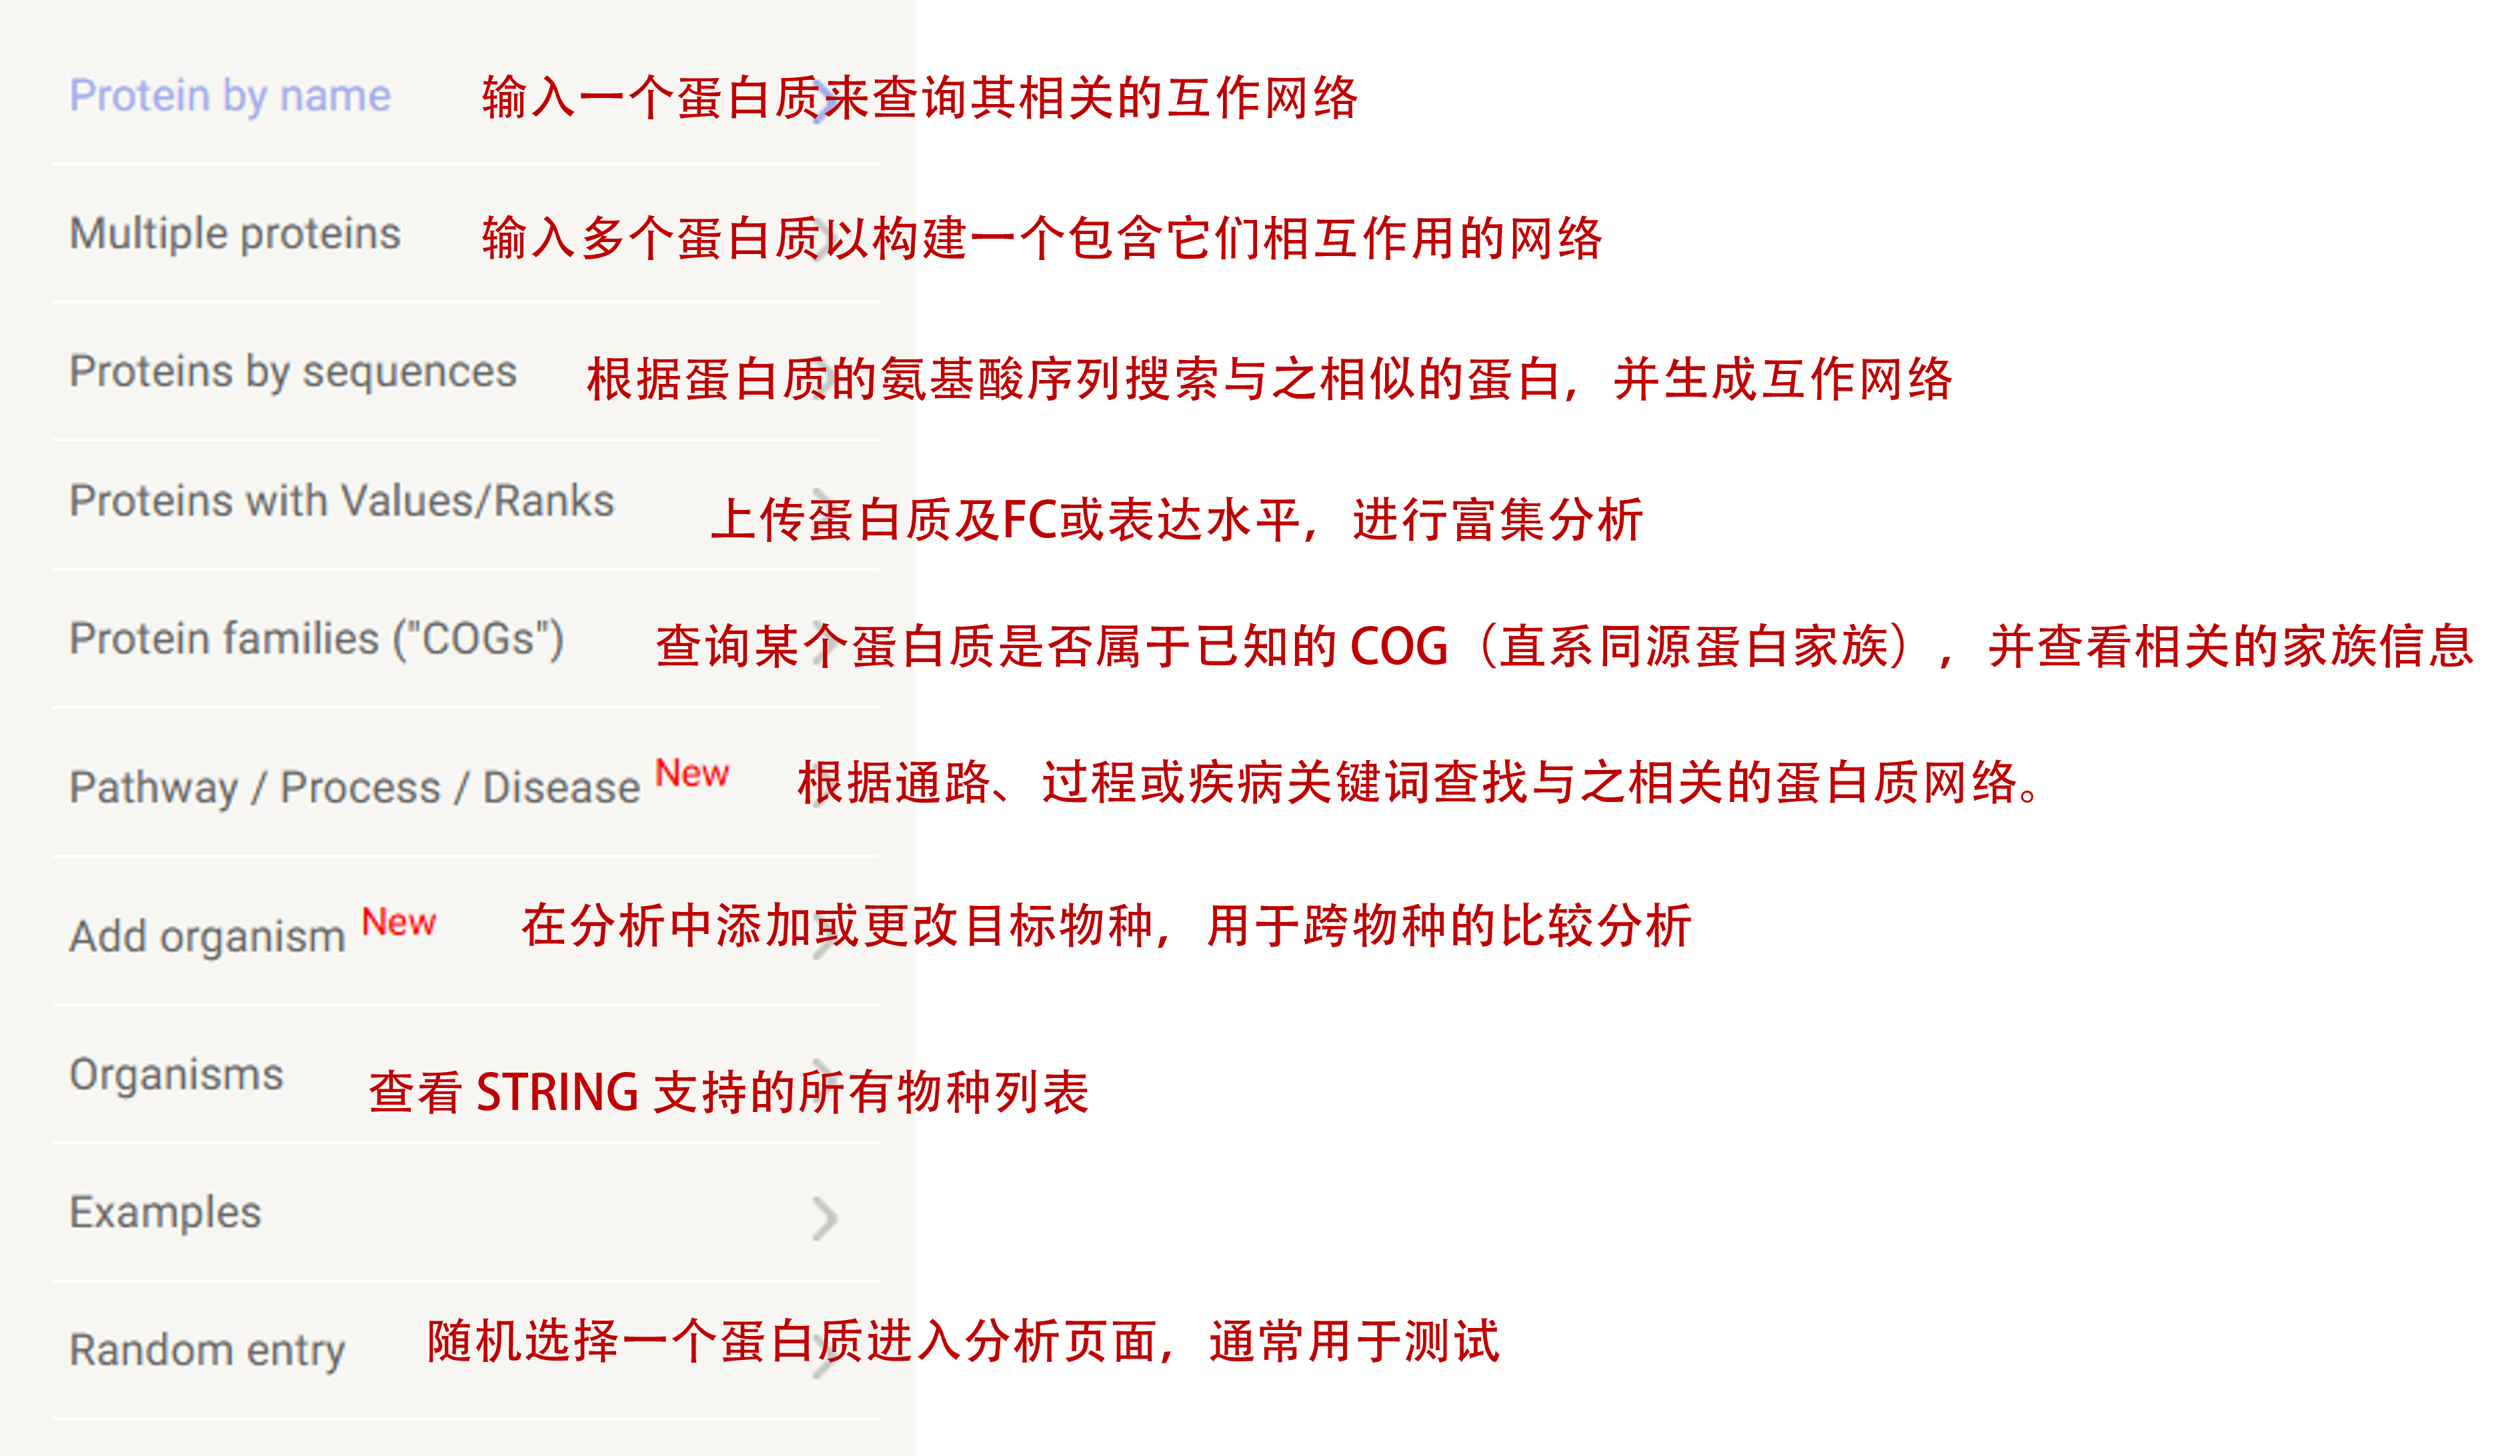 Protein by name 输入一个蛋白质来查询其相关的互作网络
Multiple proteins 输入多个蛋白质以构建一个包含它们相互作用的网络
Proteins by sequences 根据蛋白质的氨基酸序列搜索与之相似的蛋白，并生成互作网络
Proteins with Values/Ranks 上传蛋白质及FC或表达水平，进行富集分析
Protein families ("COGs") 查询某个蛋白质是否属于已知的 COG（直系同源蛋白家族），并查看相关的家族信息
Pathway / Process / Disease New 根据通路、过程或疾病关键词查找与之相关的蛋白质网络。
Add organism New 在分析中添加或更改目标物种，用于跨物种的比较分析
Organisms 查看 STRING 支持的所有物种列表
Examples
Random entry 随机选择一个蛋白质进入分析页面，通常用于测试